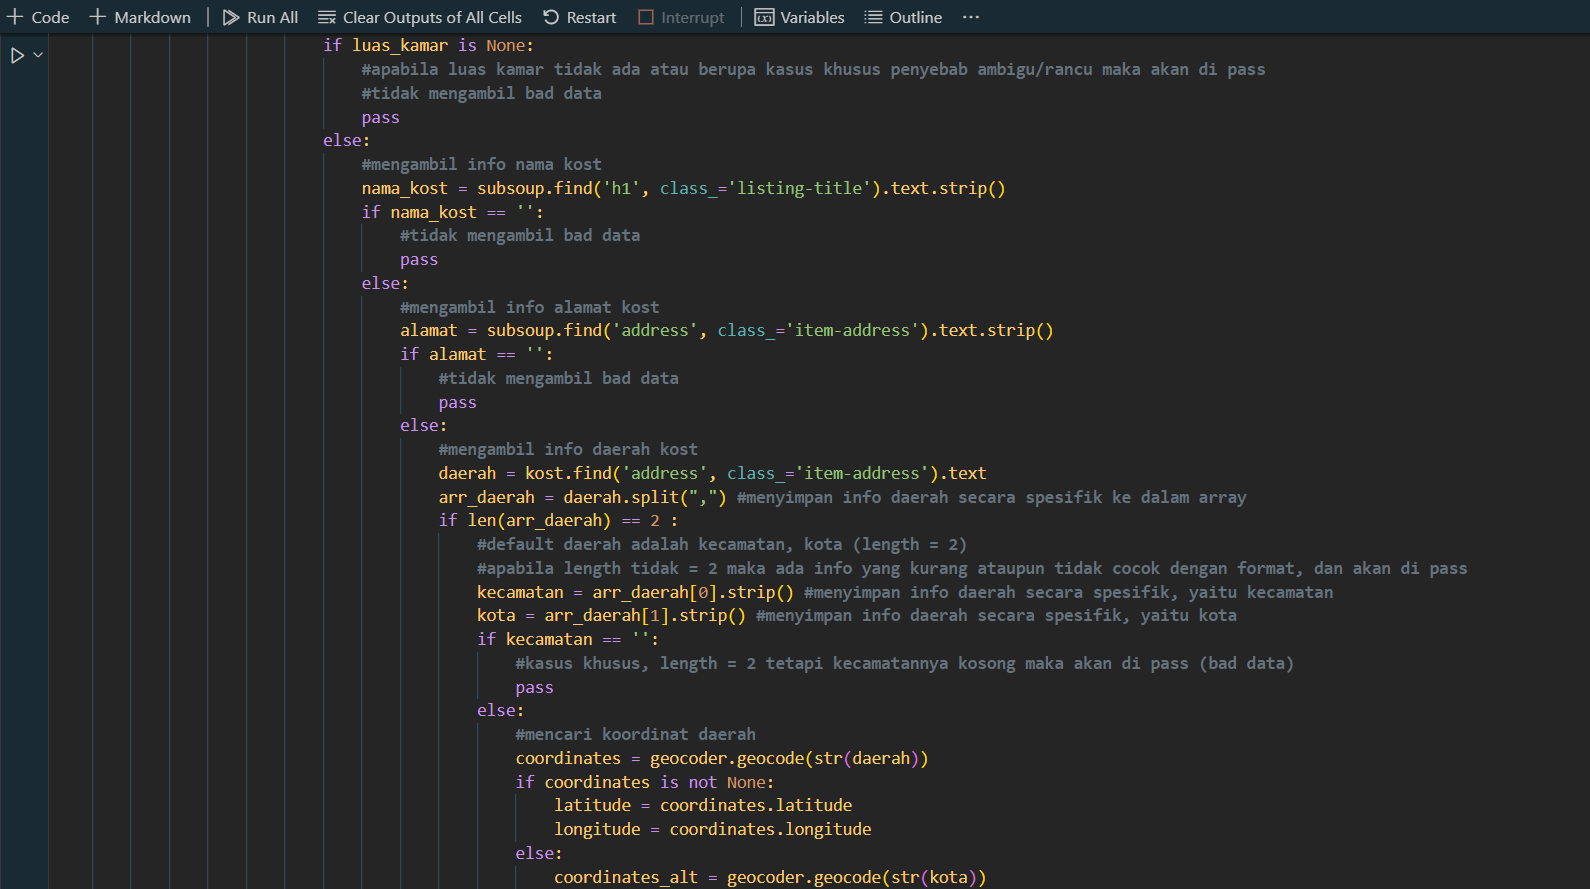 Code Markdown Run All Clear Outputs of All Cells Restart Interrupt Variables Outline ...
if luas_kamar is None:
#apabila luas kamar tidak ada atau berupa kasus khusus penyebab ambigu/rancu maka akan di pass
#tidak mengambil bad data
pass
else:
#mengambil info nama kost
nama_kost = subsoup.find('h1', class_='listing-title').text.strip()
if nama_kost == '':
#tidak mengambil bad data
pass
else:
#mengambil info alamat kost
alamat = subsoup.find('address', class_='item-address').text.strip()
if alamat == '':
#tidak mengambil bad data
pass
else:
#mengambil info daerah kost
daerah = kost.find('address', class_='item-address').text
arr_daerah = daerah.split(",") #menyimpan info daerah secara spesifik ke dalam array
if len(arr_daerah) == 2 :
#default daerah adalah kecamatan, kota (length = 2)
#apabila length tidak = 2 maka ada info yang kurang ataupun tidak cocok dengan format, dan akan di pass
kecamatan = arr_daerah[0].strip() #menyimpan info daerah secara spesifik, yaitu kecamatan
kota = arr_daerah[1].strip() #menyimpan info daerah secara spesifik, yaitu kota
if kecamatan == '':
#kasus khusus, length = 2 tetapi kecamatannya kosong maka akan di pass (bad data)
pass
else:
#mencari koordinat daerah
coordinates = geocoder.geocode(str(daerah))
if coordinates is not None:
latitude = coordinates.latitude
longitude = coordinates.longitude
else:
coordinates_alt = geocoder.geocode(str(kota))